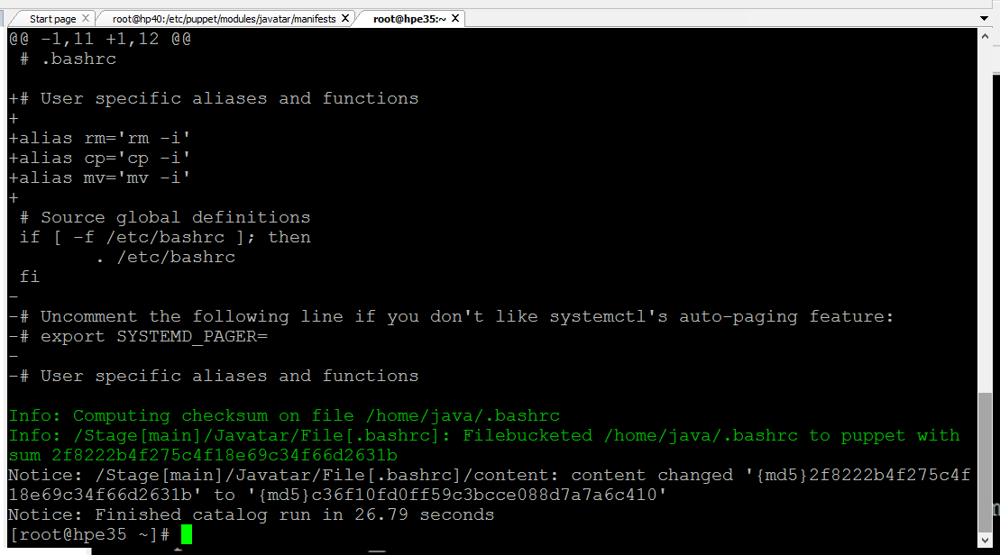 Start page
root@hp40:/etc/puppet/modules/javatar/manifests
root@hpe35:~
@@ -1,11 +1,12 @@
 # .bashrc

+# User specific aliases and functions
+
+alias rm='rm -i'
+alias cp='cp -i'
+alias mv='mv -i'
+
 # Source global definitions
 if [ -f /etc/bashrc ]; then
        . /etc/bashrc
 fi
-
-# Uncomment the following line if you don't like systemctl's auto-paging feature:
-# export SYSTEMD_PAGER=
-
-# User specific aliases and functions

Info: Computing checksum on file /home/java/.bashrc
Info: /Stage[main]/Javatar/File[.bashrc]: Filebucketed /home/java/.bashrc to puppet with
sum 2f8222b4f275c4f18e69c34f66d2631b
Notice: /Stage[main]/Javatar/File[.bashrc]/content: content changed '{md5}2f8222b4f275c4f
18e69c34f66d2631b' to '{md5}c36f10fd0ff59c3bcce088d7a7a6c410'
Notice: Finished catalog run in 26.79 seconds
[root@hpe35 ~]#